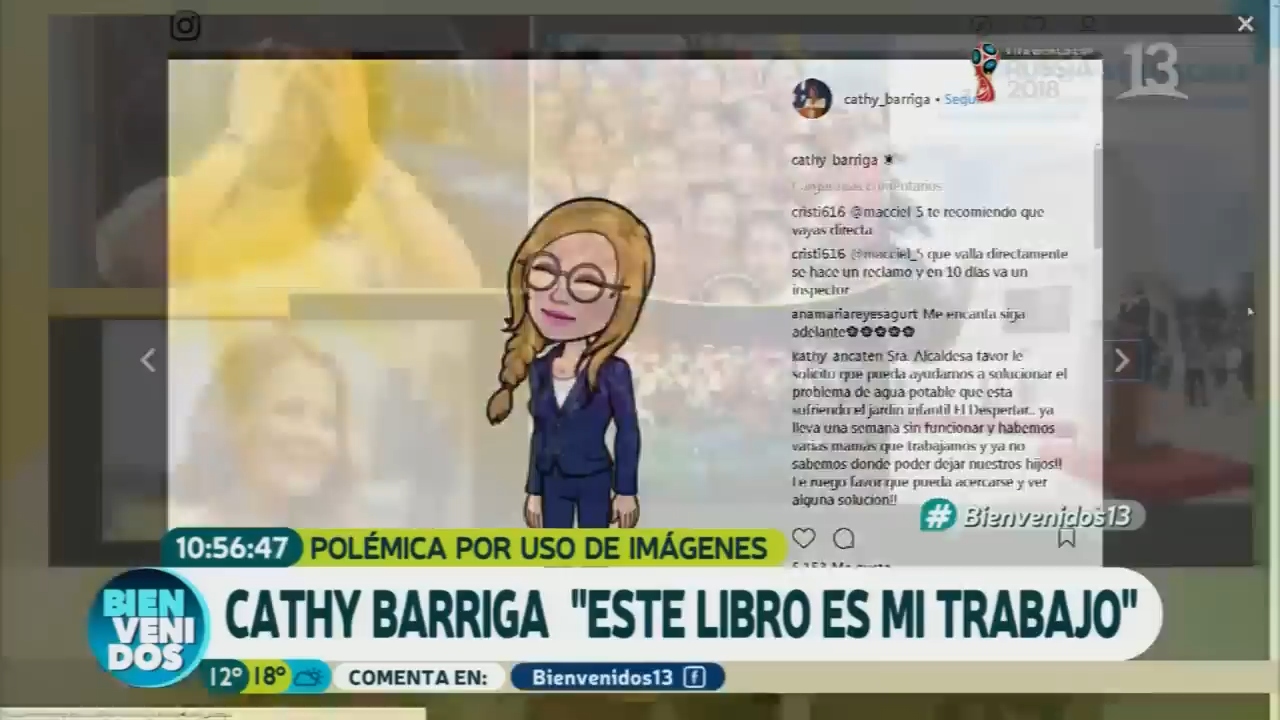 RUSSIA
2018
13
cathy_barriga • Segu
cathy barriga
cristi616 @macciel_5 te recomiendo que
vayas directa
cristi616 @macciel_5 que valla directamente
se hace un reclamo y en 10 días va un
inspector
anamariareyesagurt Me encanta siga
adelante
kathy ancaten Sra. Alcaldesa favor le
solicito que pueda ayudarnos a solucionar el
problema de agua potable que esta
sufriendo el jardin infantil El Despertar.. ya
lleva una semana sin funcionar y habemos
varias mamás que trabajamos y ya no
sabemos donde poder dejar nuestros hijos!!
Le ruego favor que pueda acercarse y ver
alguna solucion!!
# Bienvenidos13
10:56:47 POLÉMICA POR USO DE IMÁGENES
BIEN
VENI
DOS
CATHY BARRIGA "ESTE LIBRO ES MI TRABAJO"
12° 18° COMENTA EN: Bienvenidos13 f